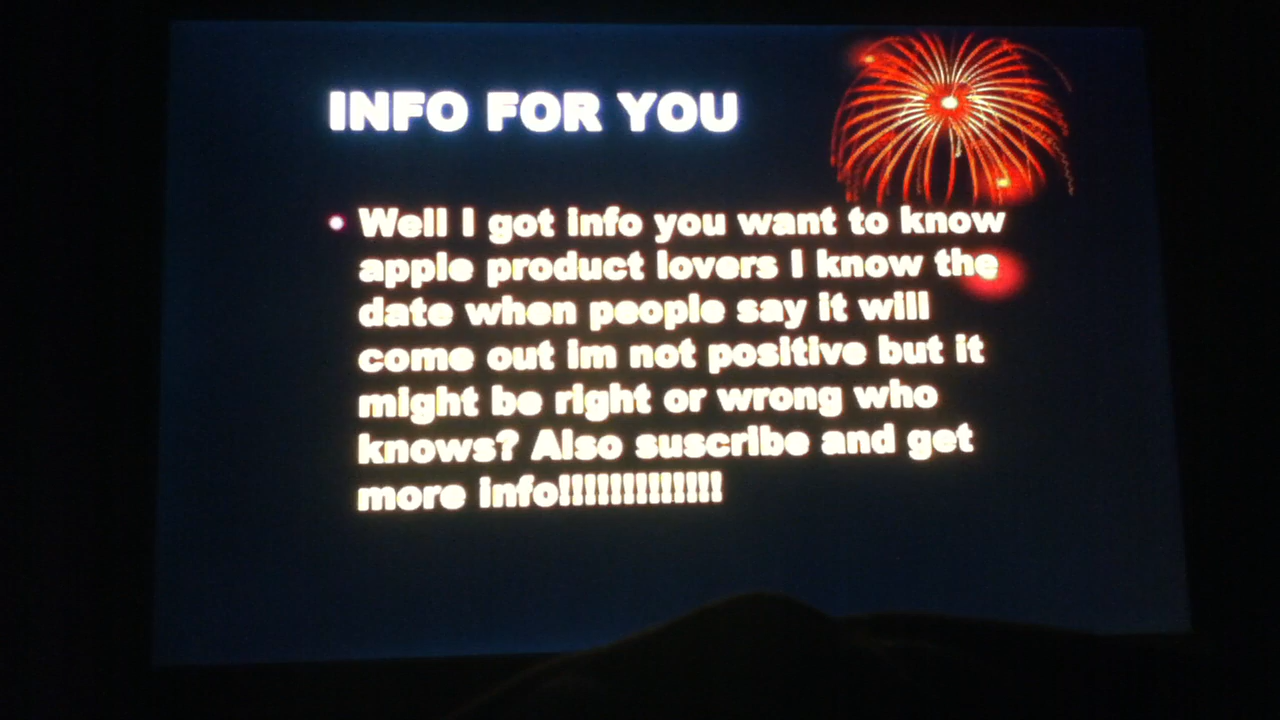 INFO FOR YOU
Well I got info you want to know
apple product lovers I know the
date when people say it will
come out im not positive but it
might be right or wrong who
knows? Also suscribe and get
more info!!!!!!!!!!!!!!